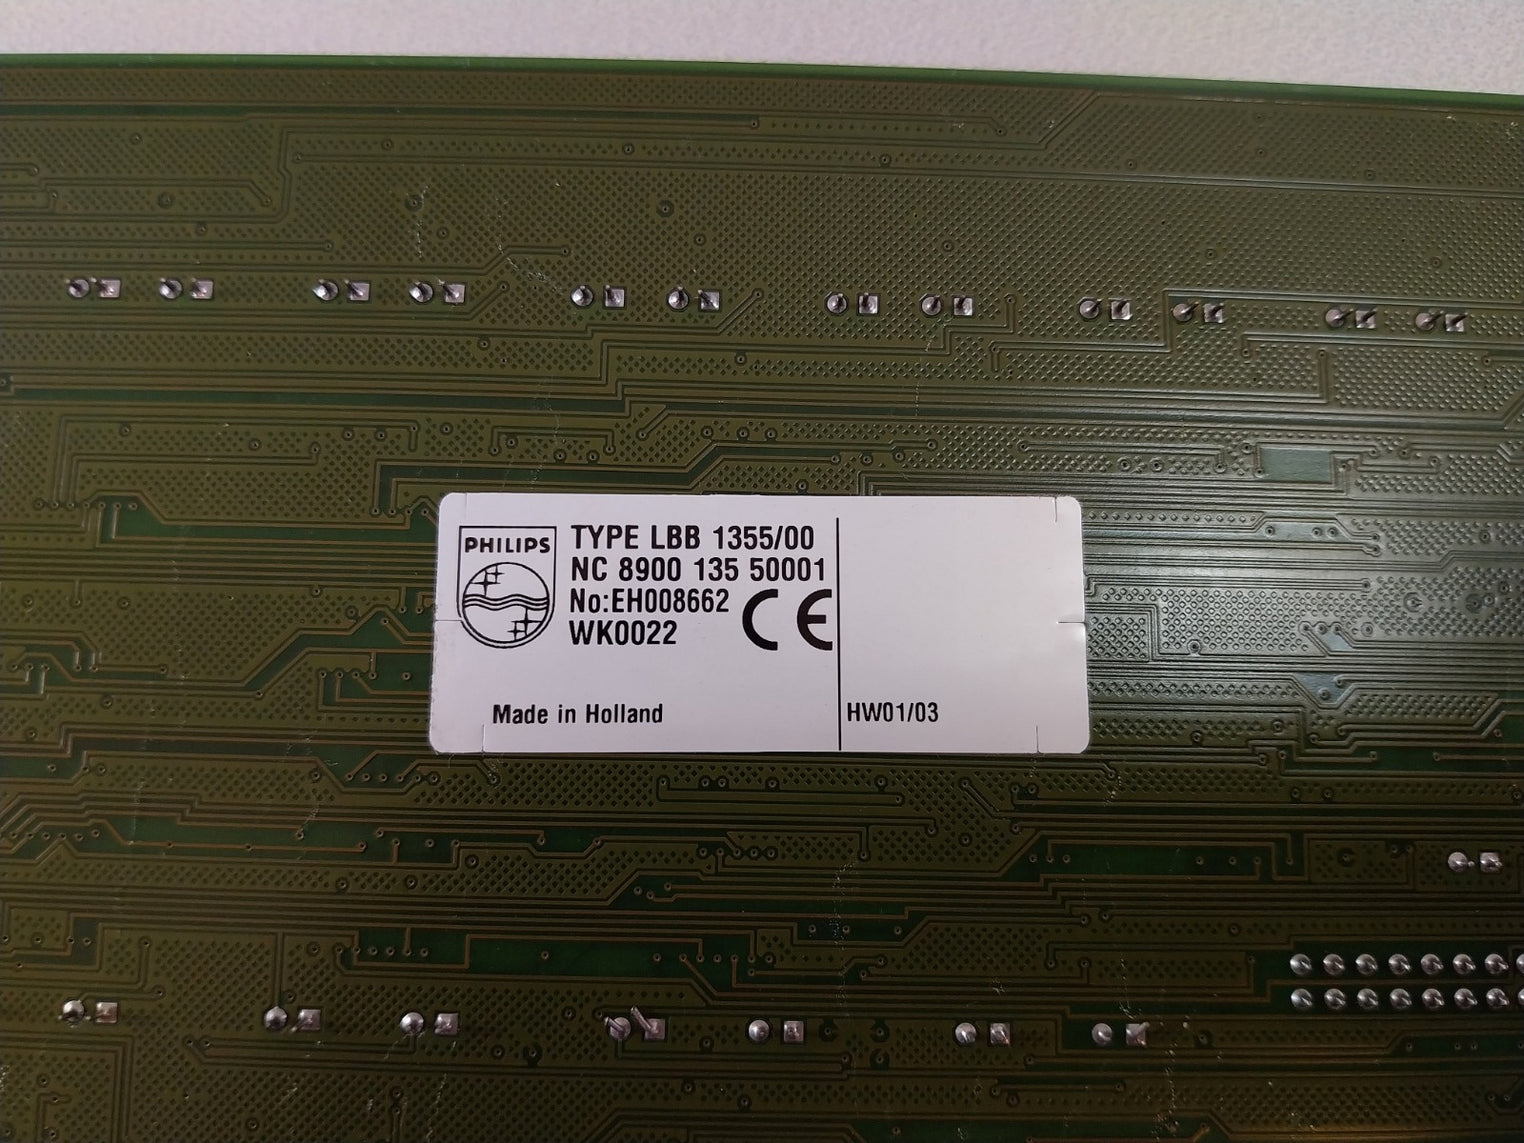 PHILIPS
TYPE LBB 1355/00
NC 8900 135 50001
No:EH008662
WK0022
CE
Made in Holland
HW01/03